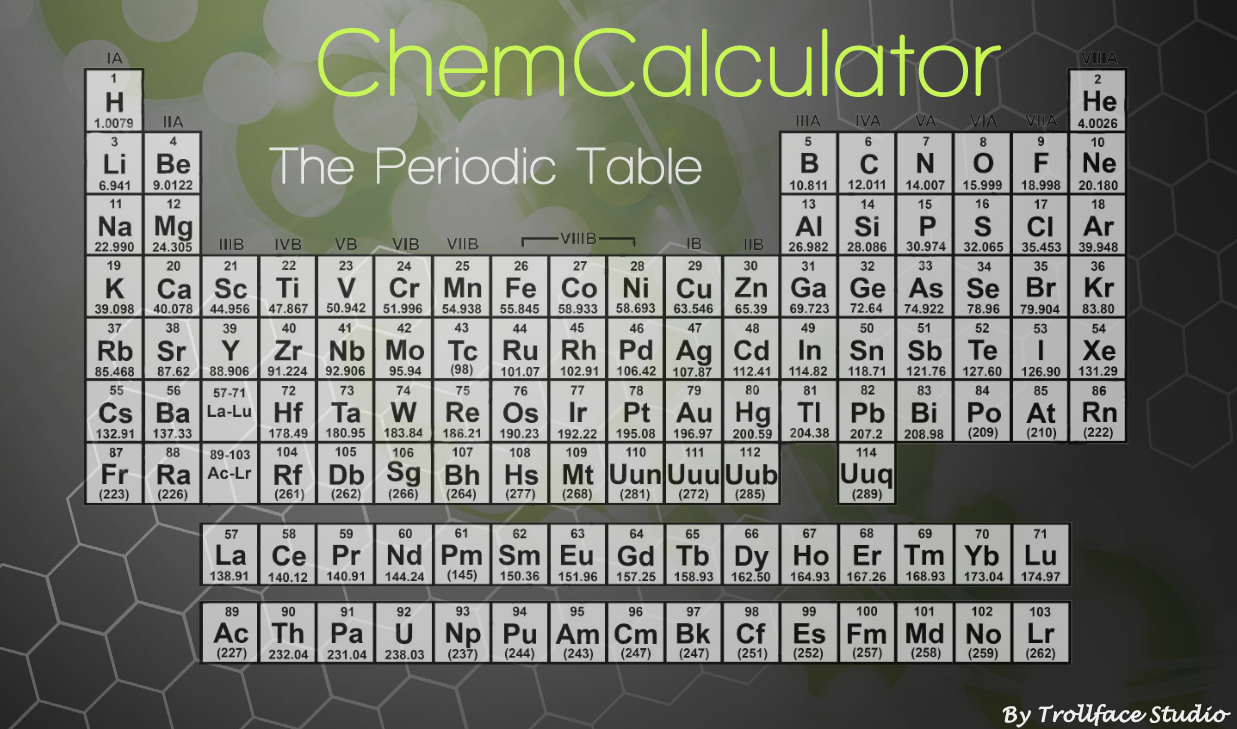 ChemCalculator
The Periodic Table
IA VIIIA
1 2
H He
1.0079 4.0026
IIA IIIA IVA VA VIA VIIA
3 4 5 6 7 8 9 10
Li Be B C N O F Ne
6.941 9.0122 10.811 12.011 14.007 15.999 18.998 20.180
11 12 13 14 15 16 17 18
Na Mg Al Si P S Cl Ar
22.990 24.305 26.982 28.086 30.974 32.065 35.453 39.948
IIIB IVB VB VIB VIIB VIIIB IB IIB
19 20 21 22 23 24 25 26 27 28 29 30 31 32 33 34 35 36
K Ca Sc Ti V Cr Mn Fe Co Ni Cu Zn Ga Ge As Se Br Kr
39.098 40.078 44.956 47.867 50.942 51.996 54.938 55.845 58.933 58.693 63.546 65.39 69.723 72.64 74.922 78.96 79.904 83.80
37 38 39 40 41 42 43 44 45 46 47 48 49 50 51 52 53 54
Rb Sr Y Zr Nb Mo Tc Ru Rh Pd Ag Cd In Sn Sb Te I Xe
85.468 87.62 88.906 91.224 92.906 95.94 (98) 101.07 102.91 106.42 107.87 112.41 114.82 118.71 121.76 127.60 126.90 131.29
55 56 57-71 72 73 74 75 76 77 78 79 80 81 82 83 84 85 86
Cs Ba La-Lu Hf Ta W Re Os Ir Pt Au Hg Tl Pb Bi Po At Rn
132.91 137.33 178.49 180.95 183.84 186.21 190.23 192.22 195.08 196.97 200.59 204.38 207.2 208.98 (209) (210) (222)
87 88 89-103 104 105 106 107 108 109 110 111 112 114
Fr Ra Ac-Lr Rf Db Sg Bh Hs Mt Uun Uuu Uub Uuq
(223) (226) (261) (262) (266) (264) (277) (268) (281) (272) (285) (289)
57 58 59 60 61 62 63 64 65 66 67 68 69 70 71
La Ce Pr Nd Pm Sm Eu Gd Tb Dy Ho Er Tm Yb Lu
138.91 140.12 140.91 144.24 (145) 150.36 151.96 157.25 158.93 162.50 164.93 167.26 168.93 173.04 174.97
89 90 91 92 93 94 95 96 97 98 99 100 101 102 103
Ac Th Pa U Np Pu Am Cm Bk Cf Es Fm Md No Lr
(227) 232.04 231.04 238.03 (237) (244) (243) (247) (247) (251) (252) (257) (258) (259) (262)
By Trollface Studio